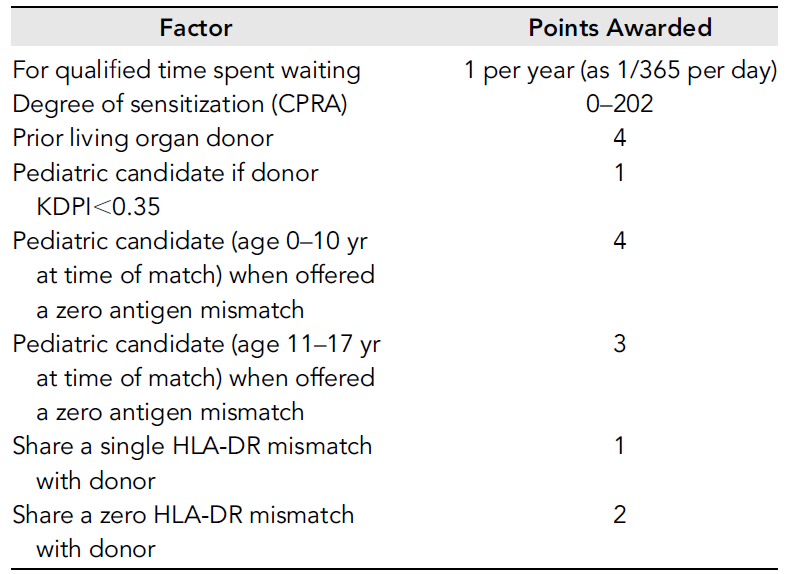 Factor Points Awarded
For qualified time spent waiting 1 per year (as 1/365 per day)
Degree of sensitization (CPRA) 0–202
Prior living organ donor 4
Pediatric candidate if donor 1
KDPI<0.35
Pediatric candidate (age 0–10 yr 4
at time of match) when offered
a zero antigen mismatch
Pediatric candidate (age 11–17 yr 3
at time of match) when offered
a zero antigen mismatch
Share a single HLA-DR mismatch 1
with donor
Share a zero HLA-DR mismatch 2
with donor